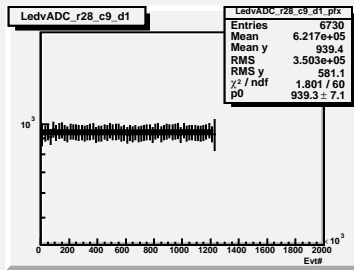 LedvADC_r28_c9_d1
LedvADC_r28_c9_d1_pfx
Entries 6730
Mean 6.217e+05
Mean y 939.4
RMS 3.503e+05
RMS y 581.1
χ² / ndf 1.801 / 60
p0 939.3 ± 7.1
10³
0 200 400 600 800 1000 1200 1400 1600 1800 2000
×10³
Evt#